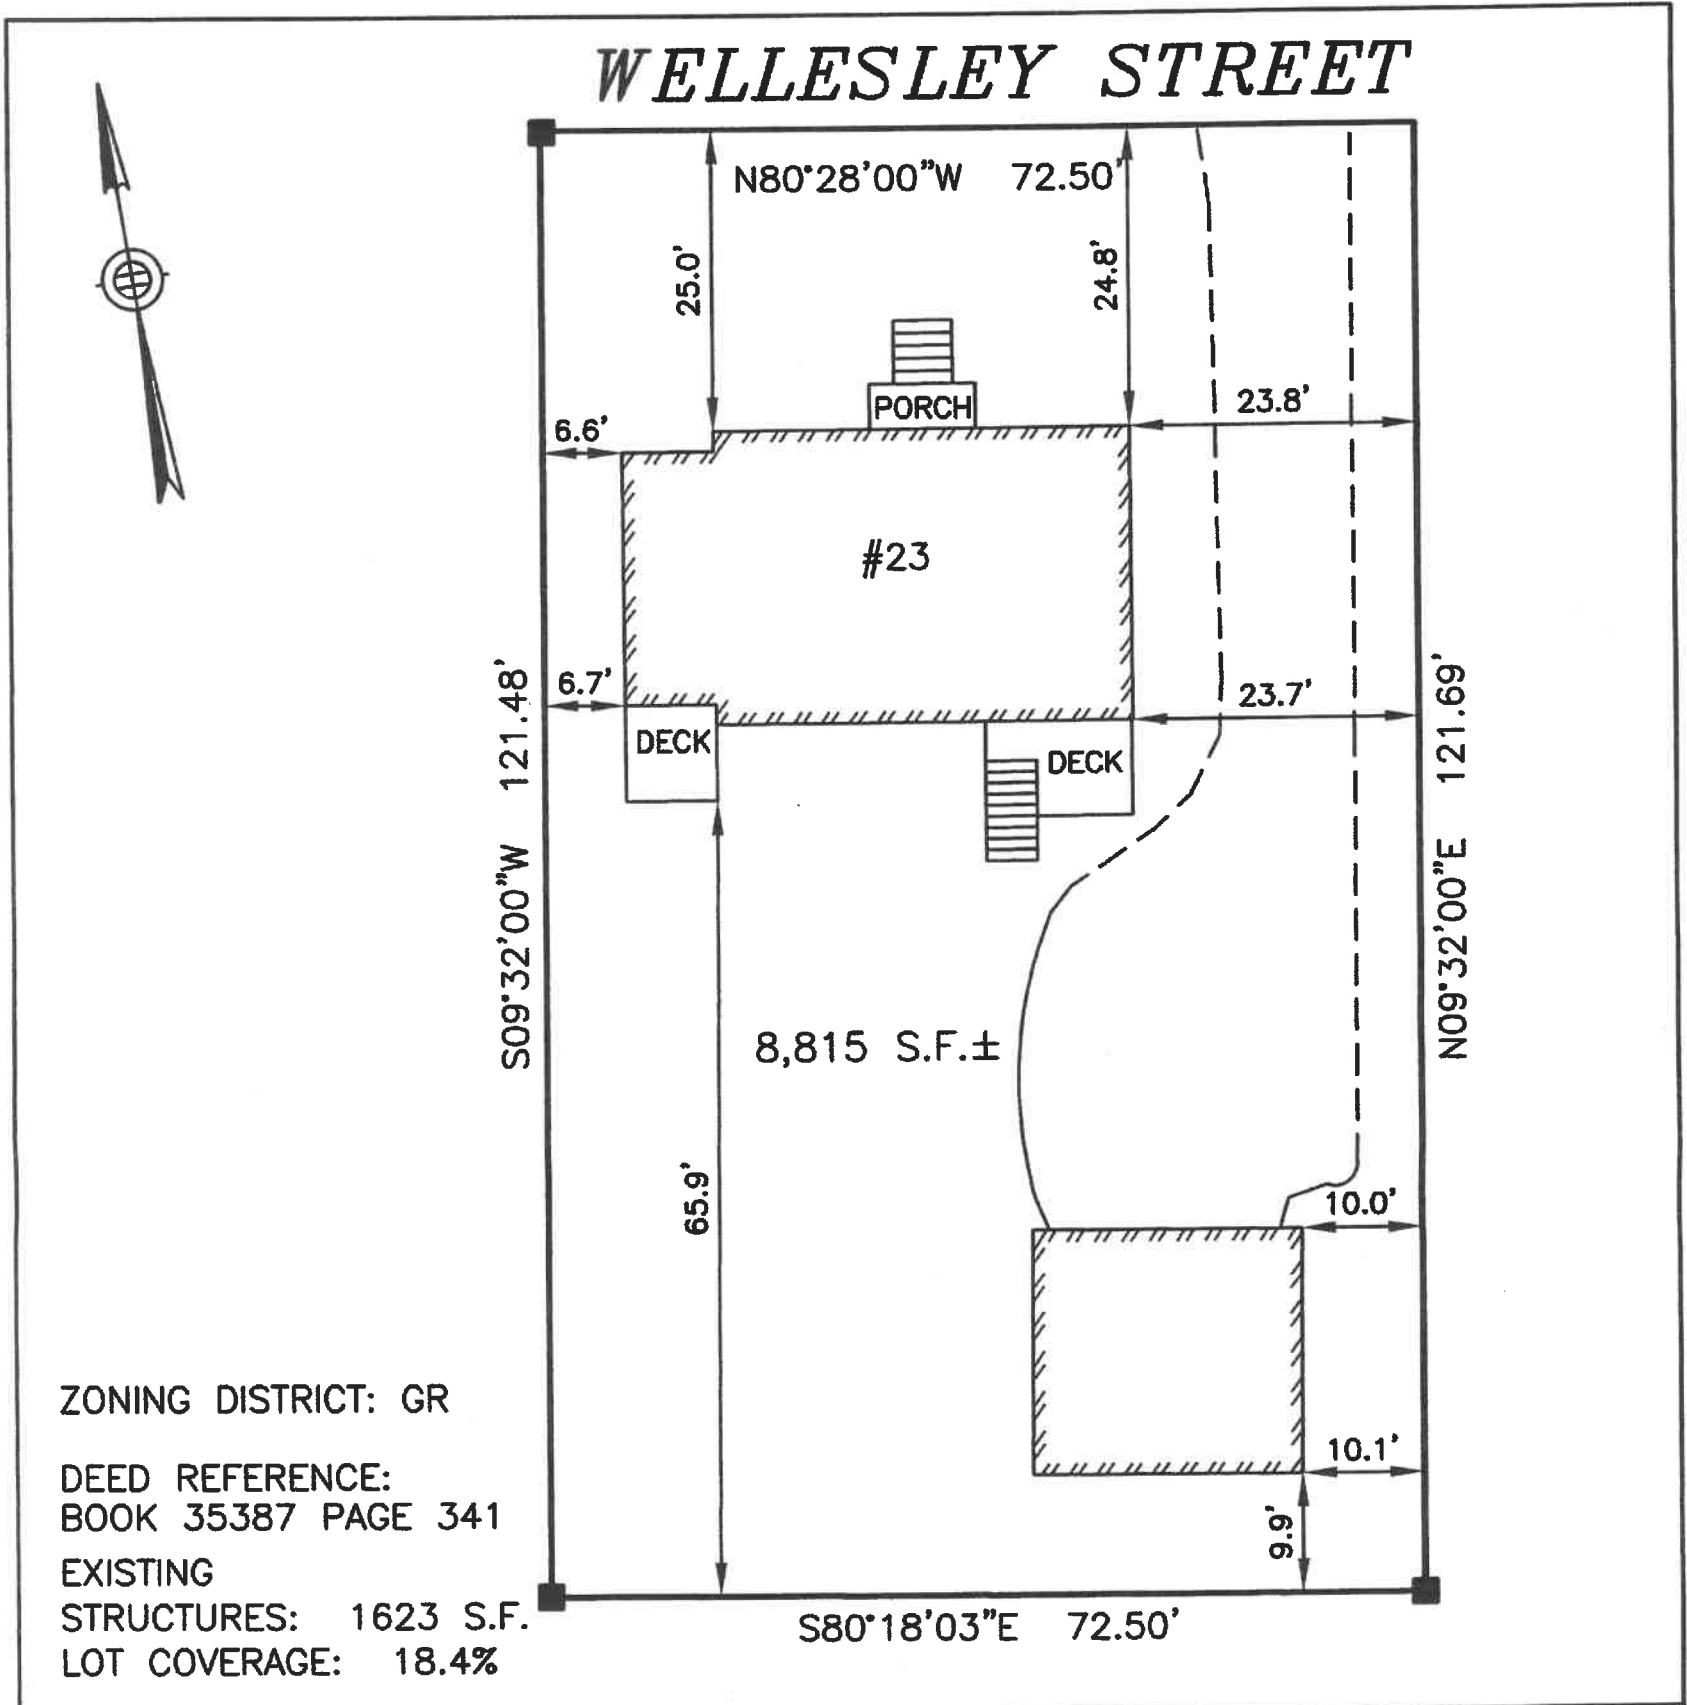 WELLESLEY STREET
N80°28'00"W 72.50'
25.0'
24.8'
PORCH
23.8'
6.6'
#23
6.7'
23.7'
DECK
DECK
S09°32'00"W 121.48'
N09°32'00"E 121.69'
8,815 S.F.±
65.9'
10.0'
10.1'
9.9'
S80°18'03"E 72.50'
ZONING DISTRICT: GR
DEED REFERENCE:
BOOK 35387 PAGE 341
EXISTING
STRUCTURES: 1623 S.F.
LOT COVERAGE: 18.4%